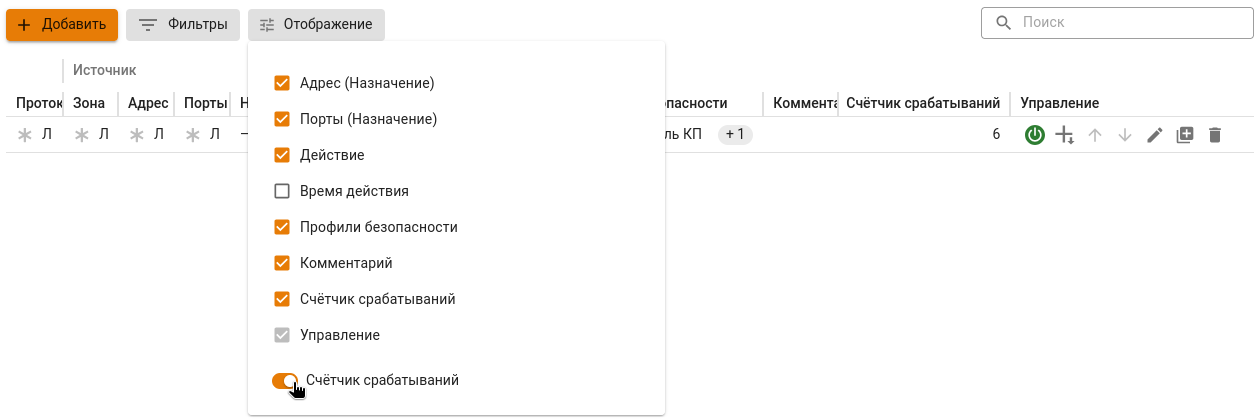 Добавить Фильтры Отображение Поиск
Источник
Адрес (Назначение)
Проток Зона Адрес Порты Н Порты (Назначение) пасности Коммента Счётчик срабатываний Управление
Л Л Л Л ль КП + 1 6
Действие
Время действия
Профили безопасности
Комментарий
Счётчик срабатываний
Управление
Счётчик срабатываний